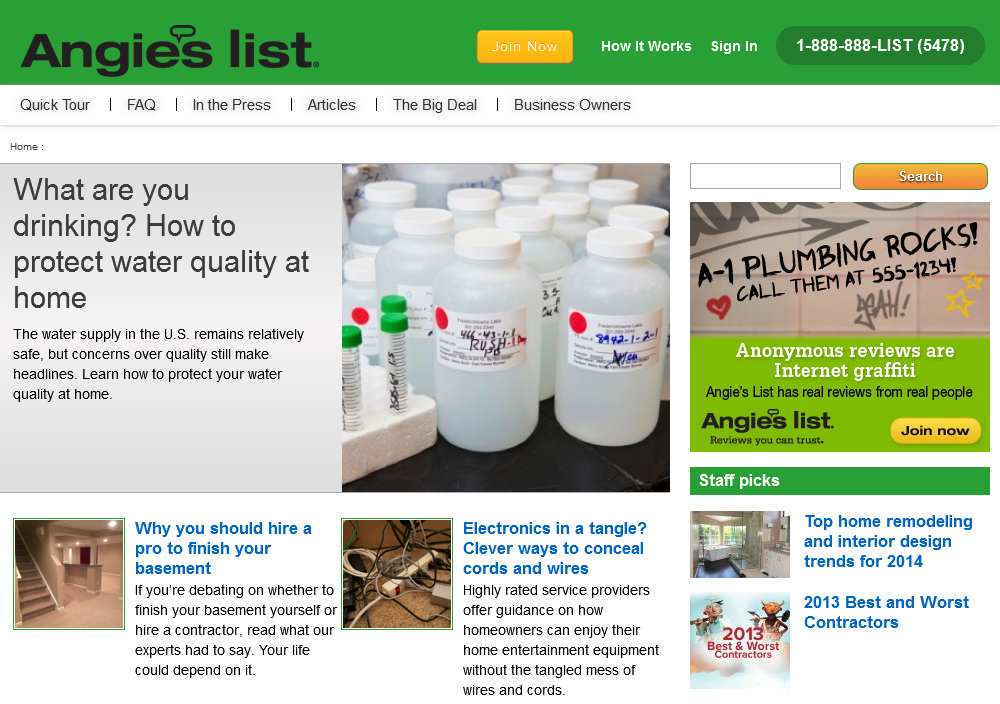 Angie's list.
Join Now
How It Works
Sign In
1-888-888-LIST (5478)
Quick Tour
FAQ
In the Press
Articles
The Big Deal
Business Owners
Home :
What are you
drinking? How to
protect water quality at
home
The water supply in the U.S. remains relatively
safe, but concerns over quality still make
headlines. Learn how to protect your water
quality at home.
466-43-1-1
RUSH
8942-1-2-1
Search
A-1 PLUMBING ROCKS!
CALL THEM AT 555-1234!
YEAH!
Anonymous reviews are
Internet graffiti
Angie's List has real reviews from real people
Angie's list.
Reviews you can trust.
Join now
Staff picks
Top home remodeling
and interior design
trends for 2014
2013
Best & Worst
Contractors
2013 Best and Worst
Contractors
Why you should hire a
pro to finish your
basement
If you're debating on whether to
finish your basement yourself or
hire a contractor, read what our
experts had to say. Your life
could depend on it.
Electronics in a tangle?
Clever ways to conceal
cords and wires
Highly rated service providers
offer guidance on how
homeowners can enjoy their
home entertainment equipment
without the tangled mess of
wires and cords.